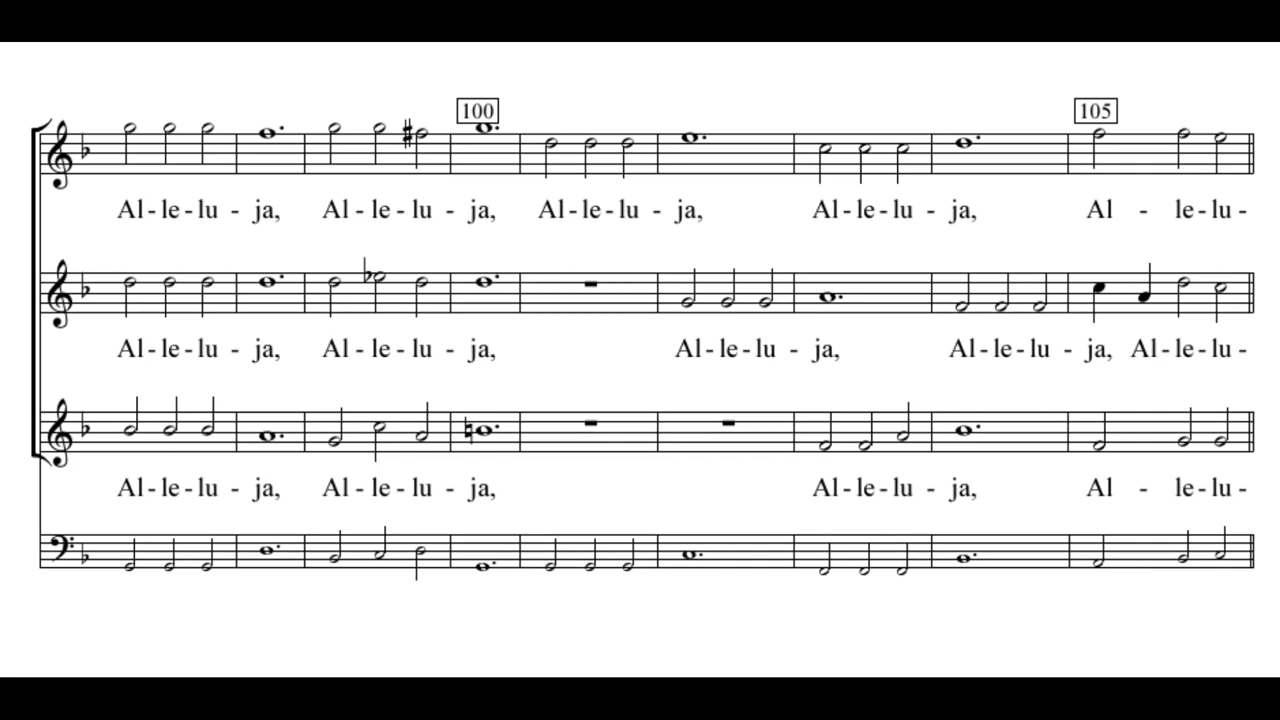 100 105
Al - le - lu - ja, Al - le - lu - ja, Al - le - lu - ja, Al - le - lu - ja, Al - le - lu -
Al - le - lu - ja, Al - le - lu - ja, Al - le - lu - ja, Al - le - lu - ja, Al - le - lu -
Al - le - lu - ja, Al - le - lu - ja, Al - le - lu - ja, Al - le - lu -